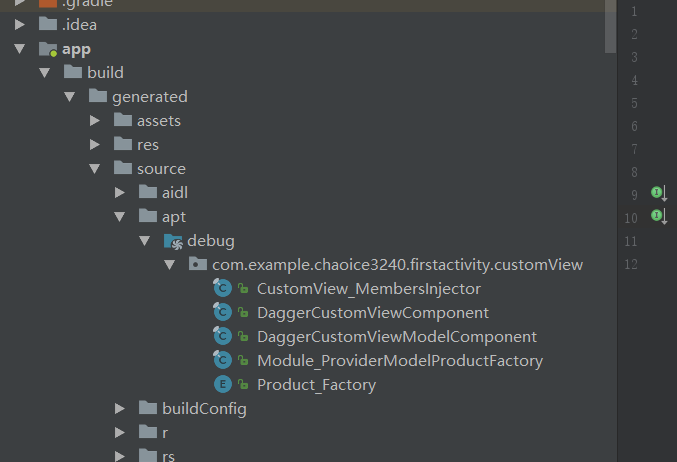 .gradle
1
.idea
2
app
3
build
4
generated
5
assets
6
res
7
source
8
aidl
9
apt
10
debug
11
com.example.chaoice3240.firstactivity.customView
12
CustomView_MembersInjector
DaggerCustomViewComponent
DaggerCustomViewModelComponent
Module_ProviderModelProductFactory
Product_Factory
buildConfig
r
rs